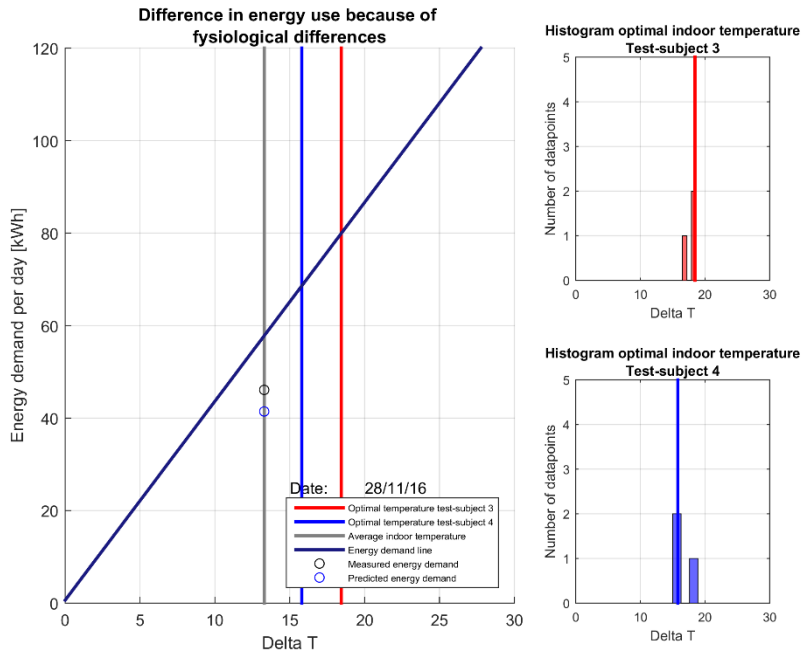 Difference in energy use because of
fysiological differences
120
100
80
60
40
20
0
Energy demand per day [kWh]
0 5 10 15 20 25 30
Delta T
Date: 28/11/16
Optimal temperature test-subject 3
Optimal temperature test-subject 4
Average indoor temperature
Energy demand line
Measured energy demand
Predicted energy demand
Histogram optimal indoor temperature
Test-subject 3
5
4
3
2
1
0
Number of datapoints
0 10 20 30
Delta T
Histogram optimal indoor temperature
Test-subject 4
5
4
3
2
1
0
Number of datapoints
0 10 20 30
Delta T